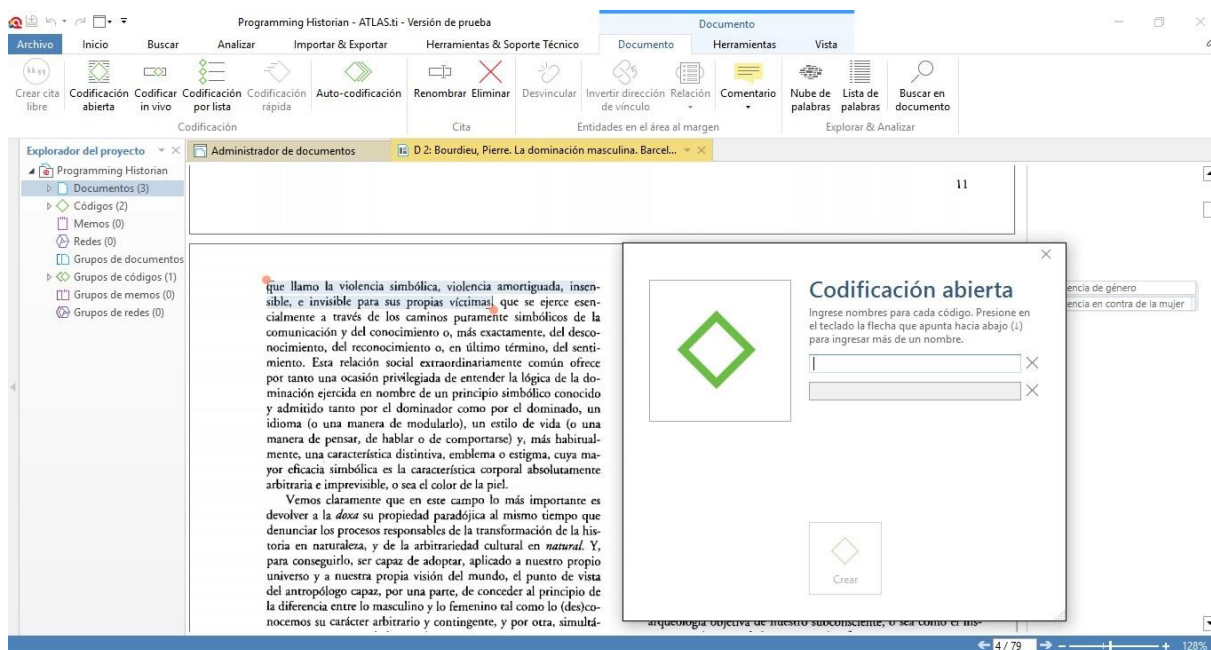 Programming Historian - ATLAS.ti - Versión de prueba
Documento
Archivo Inicio Buscar Analizar Importar & Exportar Herramientas & Soporte Técnico Documento Herramientas Vista
Crear cita libre
Codificación abierta
Codificar in vivo
Codificación por lista
Codificación rápida
Auto-codificación
Renombrar
Eliminar
Desvincular
Invertir dirección de vínculo
Relación
Comentario
Nube de palabras
Lista de palabras
Buscar en documento
Codificación
Cita
Entidades en el área al margen
Explorar & Analizar
Explorador del proyecto
Administrador de documentos
D 2: Bourdieu, Pierre. La dominación masculina. Barcel...
Programming Historian
Documentos (3)
Códigos (2)
Memos (0)
Redes (0)
Grupos de documentos
Grupos de códigos (1)
Grupos de memos (0)
Grupos de redes (0)
11
que llamo la violencia simbólica, violencia amortiguada, insen-
sible, e invisible para sus propias víctimas, que se ejerce esen-
cialmente a través de los caminos puramente simbólicos de la
comunicación y del conocimiento o, más exactamente, del desco-
nocimiento, del reconocimiento o, en último término, del senti-
miento. Esta relación social extraordinariamente común ofrece
por tanto una ocasión privilegiada de entender la lógica de la do-
minación ejercida en nombre de un principio simbólico conocido
y admitido tanto por el dominador como por el dominado, un
idioma (o una manera de modularlo), un estilo de vida (o una
manera de pensar, de hablar o de comportarse) y, más habitual-
mente, una característica distintiva, emblema o estigma, cuya ma-
yor eficacia simbólica es la característica corporal absolutamente
arbitraria e imprevisible, o sea el color de la piel.
Vemos claramente que en este campo lo más importante es
devolver a la doxa su propiedad paradójica al mismo tiempo que
denunciar los procesos responsables de la transformación de la his-
toria en naturaleza, y de la arbitrariedad cultural en natural. Y,
para conseguirlo, ser capaz de adoptar, aplicado a nuestro propio
universo y a nuestra propia visión del mundo, el punto de vista
del antropólogo capaz, por una parte, de conceder al principio de
la diferencia entre lo masculino y lo femenino tal como lo (des)co-
nocemos su carácter arbitrario y contingente, y por otra, simultá-
Codificación abierta
Ingrese nombres para cada código. Presione en
el teclado la flecha que apunta hacia abajo (↓)
para ingresar más de un nombre.
Crear
encia de género
encia en contra de la mujer
arqueología objetiva de nuestro subconsciente, o sea como el his-
4 / 79
128%